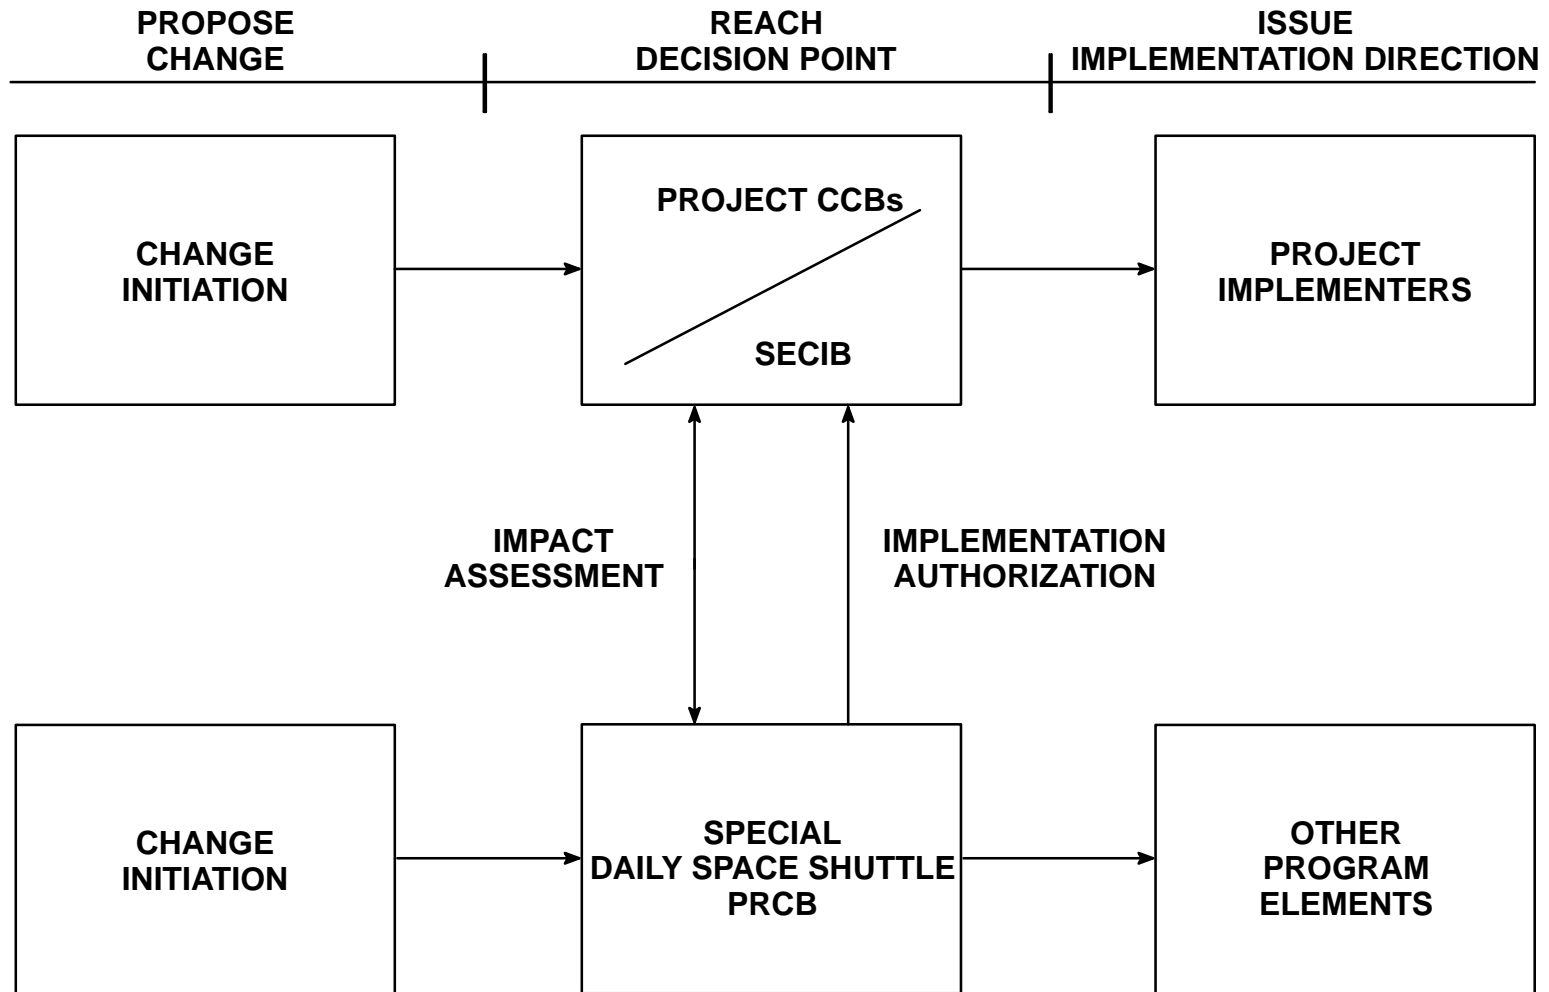 PROPOSE
CHANGE
REACH
DECISION POINT
ISSUE
IMPLEMENTATION DIRECTION
CHANGE
INITIATION
PROJECT CCBs
SECIB
PROJECT
IMPLEMENTERS
IMPACT
ASSESSMENT
IMPLEMENTATION
AUTHORIZATION
CHANGE
INITIATION
SPECIAL
DAILY SPACE SHUTTLE
PRCB
OTHER
PROGRAM
ELEMENTS